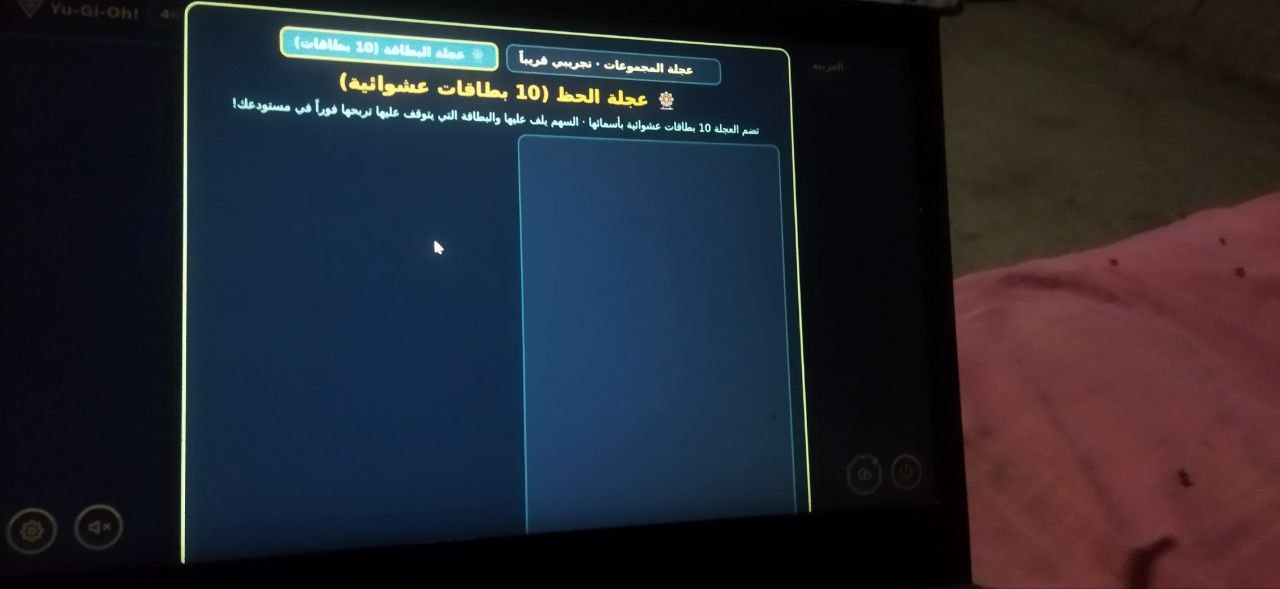 Yu-Gi-Oh!
عجلة المجموعات · تجريبي قريباً
عجلة البطاقة (10 بطاقات)
عجلة الحظ (10 بطاقات عشوائية)
تضم العجلة 10 بطاقات عشوائية بأسمائها · السهم يلف عليها والبطاقة التي يتوقف عليها تربحها فوراً في مستودعك!
العربية